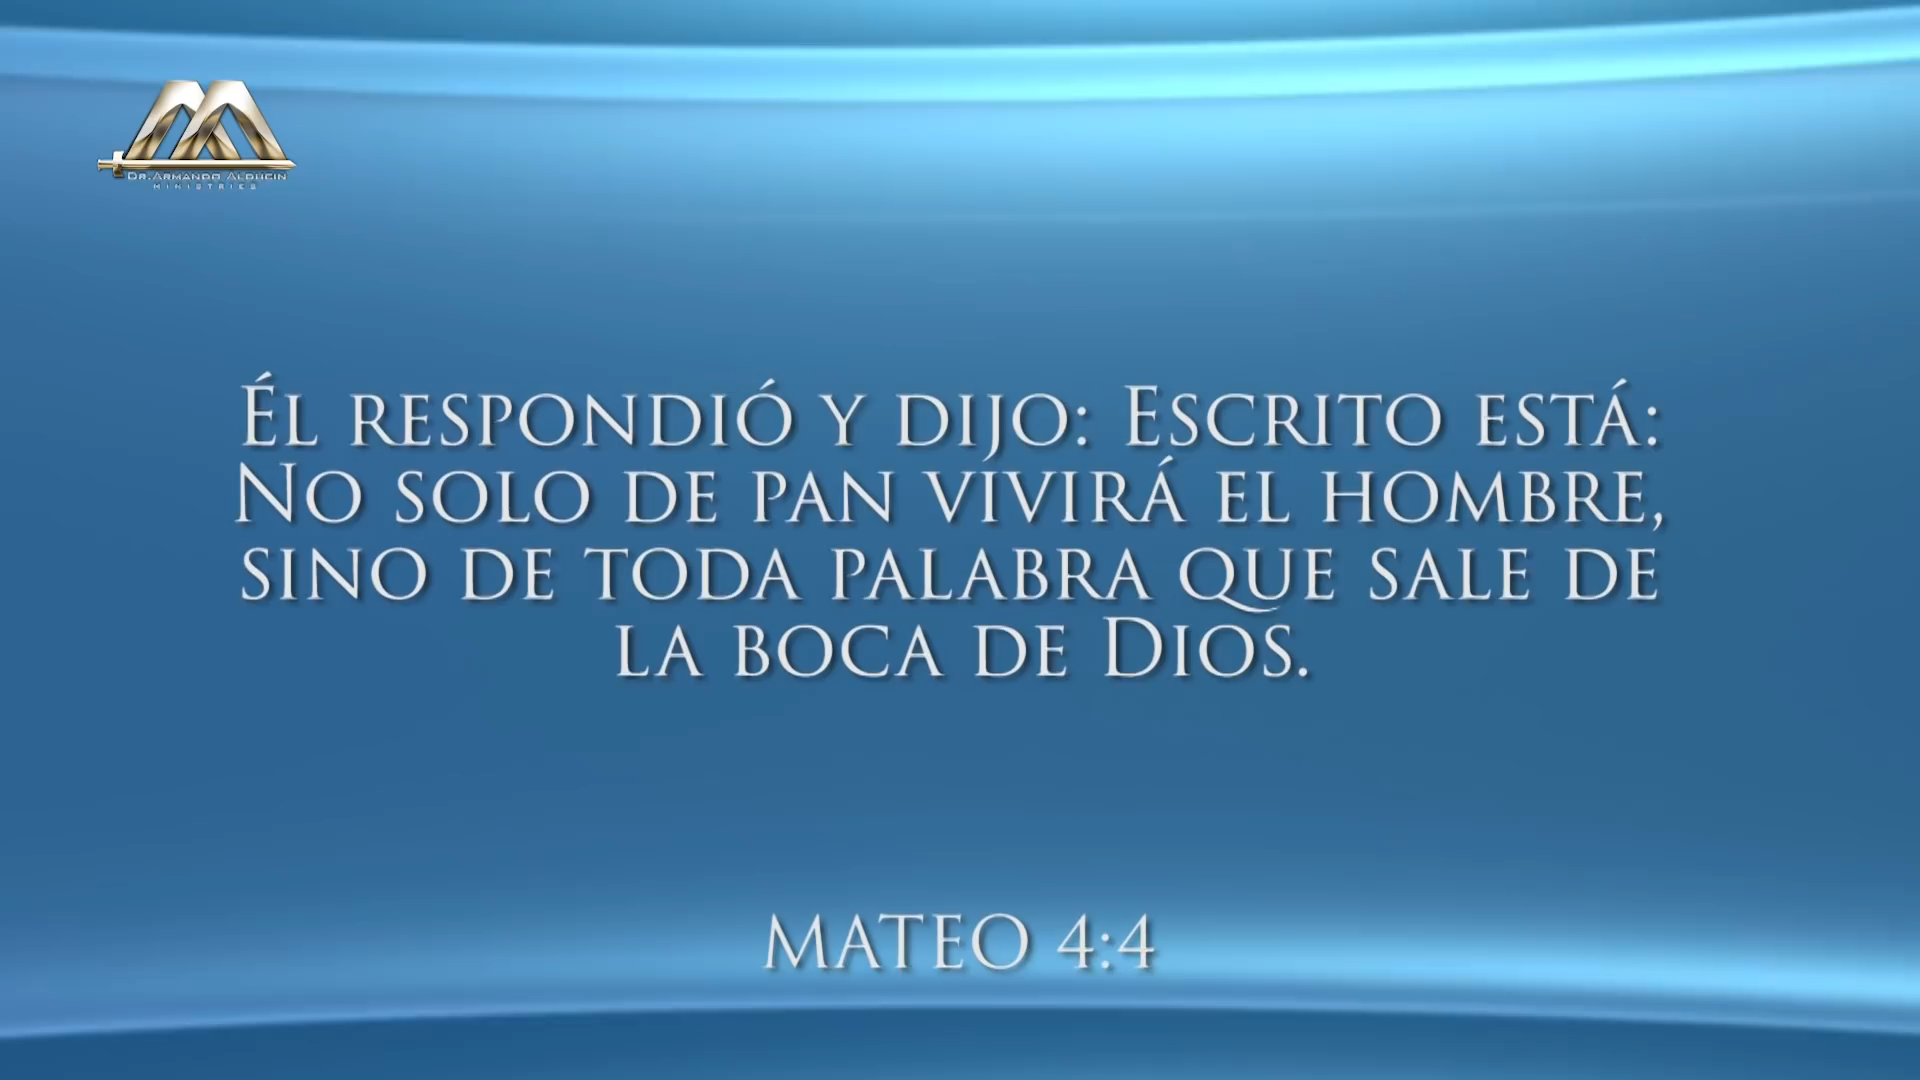 Dr. Armando Alducin
MINISTRIES
Él respondió y dijo: Escrito está:
No solo de pan vivirá el hombre,
sino de toda palabra que sale de
la boca de Dios.
MATEO 4:4